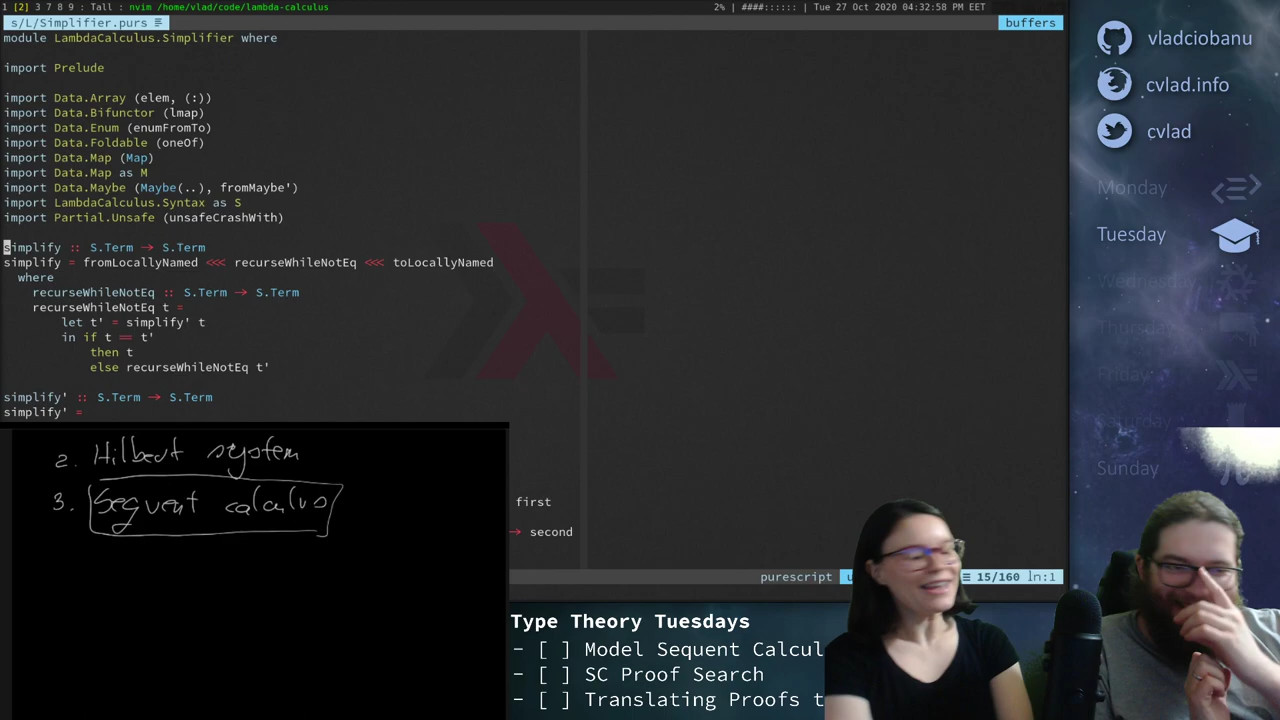 1 [2] 3 7 8 9 : Tall : nvim /home/vlad/code/lambda-calculus
2% | ####:::::: | Tue 27 Oct 2020 04:32:58 PM EET
s/L/Simplifier.purs
buffers
module LambdaCalculus.Simplifier where
import Prelude
import Data.Array (elem, (:))
import Data.Bifunctor (lmap)
import Data.Enum (enumFromTo)
import Data.Foldable (oneOf)
import Data.Map (Map)
import Data.Map as M
import Data.Maybe (Maybe(..), fromMaybe')
import LambdaCalculus.Syntax as S
import Partial.Unsafe (unsafeCrashWith)
simplify :: S.Term → S.Term
simplify = fromLocallyNamed <<< recurseWhileNotEq <<< toLocallyNamed
where
recurseWhileNotEq :: S.Term → S.Term
recurseWhileNotEq t =
let t' = simplify' t
in if t == t'
then t
else recurseWhileNotEq t'
simplify' :: S.Term → S.Term
simplify' =
2. Hilbert system
3. Sequent calculus
first
→ second
purescript
≡ 15/160 ln:1
Type Theory Tuesdays
- [ ] Model Sequent Calcul
- [ ] SC Proof Search
- [ ] Translating Proofs t
vladciobanu
cvlad.info
cvlad
Monday
Tuesday
Wednesday
Thursday
Friday
Saturday
Sunday